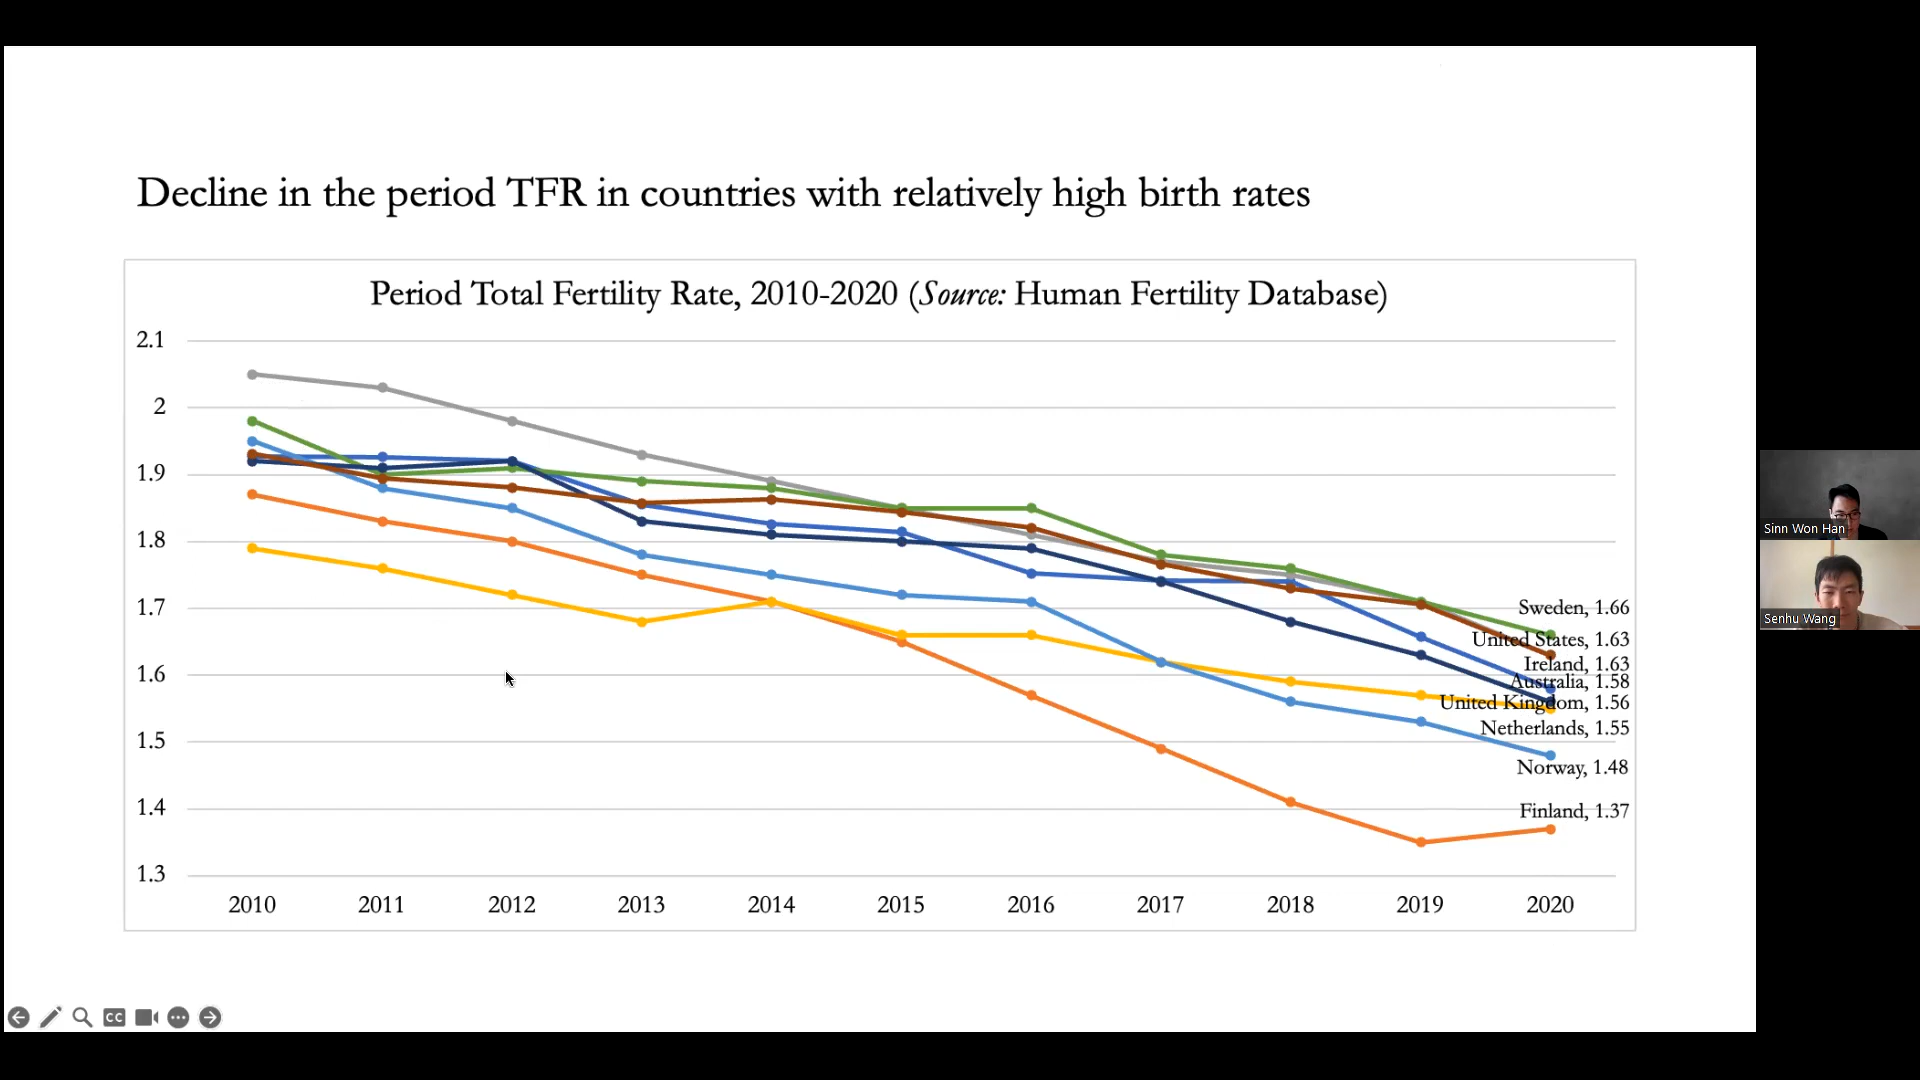 Decline in the period TFR in countries with relatively high birth rates
Period Total Fertility Rate, 2010-2020 (Source: Human Fertility Database)
2.1
2
1.9
1.8
1.7
1.6
1.5
1.4
1.3
2010 2011 2012 2013 2014 2015 2016 2017 2018 2019 2020
Sweden, 1.66
United States, 1.63
Ireland, 1.63
Australia, 1.58
United Kingdom, 1.56
Netherlands, 1.55
Norway, 1.48
Finland, 1.37
Sinn Won Han
Senhu Wang
CC